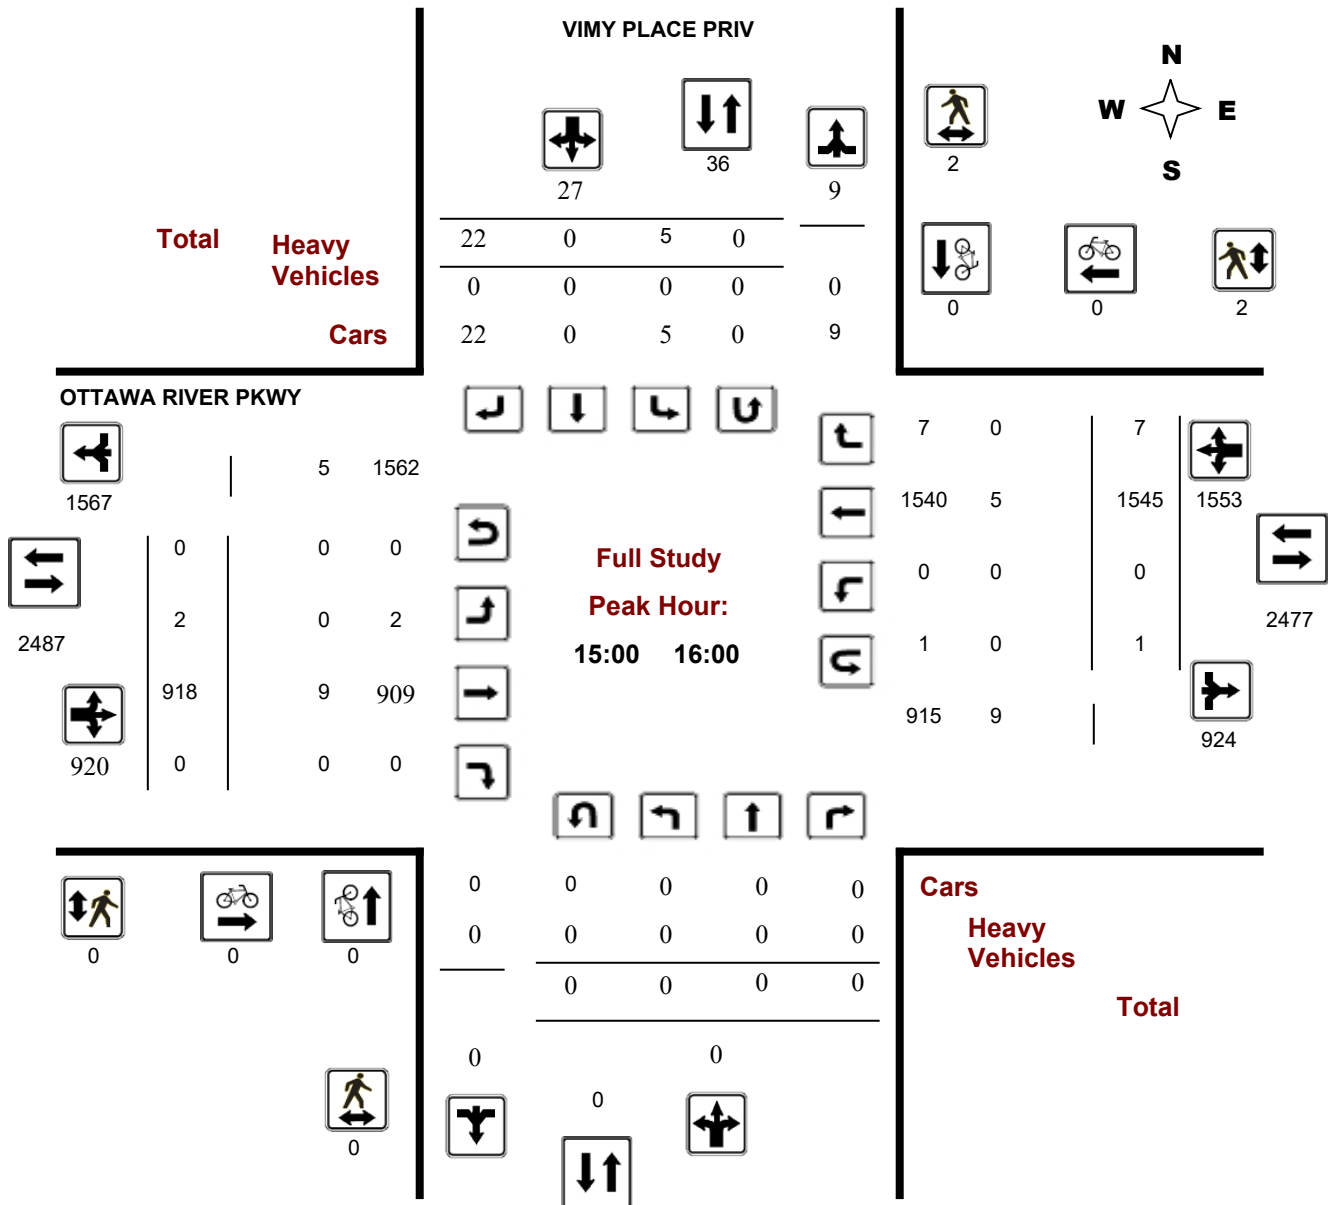 VIMY PLACE PRIV
N
W E
S
27 36 9 2
Total Heavy Vehicles
22 0 5 0
0 0 0 0 0
Cars 22 0 5 0 9
0 0 2
OTTAWA RIVER PKWY
1567 5 1562
7 0 7
1540 5 1545 1553
0 0 0
Full Study
0 0 0
2487 2 0 2
Peak Hour:
2477
15:00 16:00
1 0 1
918 9 909
915 9 924
920 0 0 0
0 0 0 0 0
Cars
0 0 0 0 0
Heavy
Vehicles
0 0 0
0 0 0 0
Total
0 0
0
0